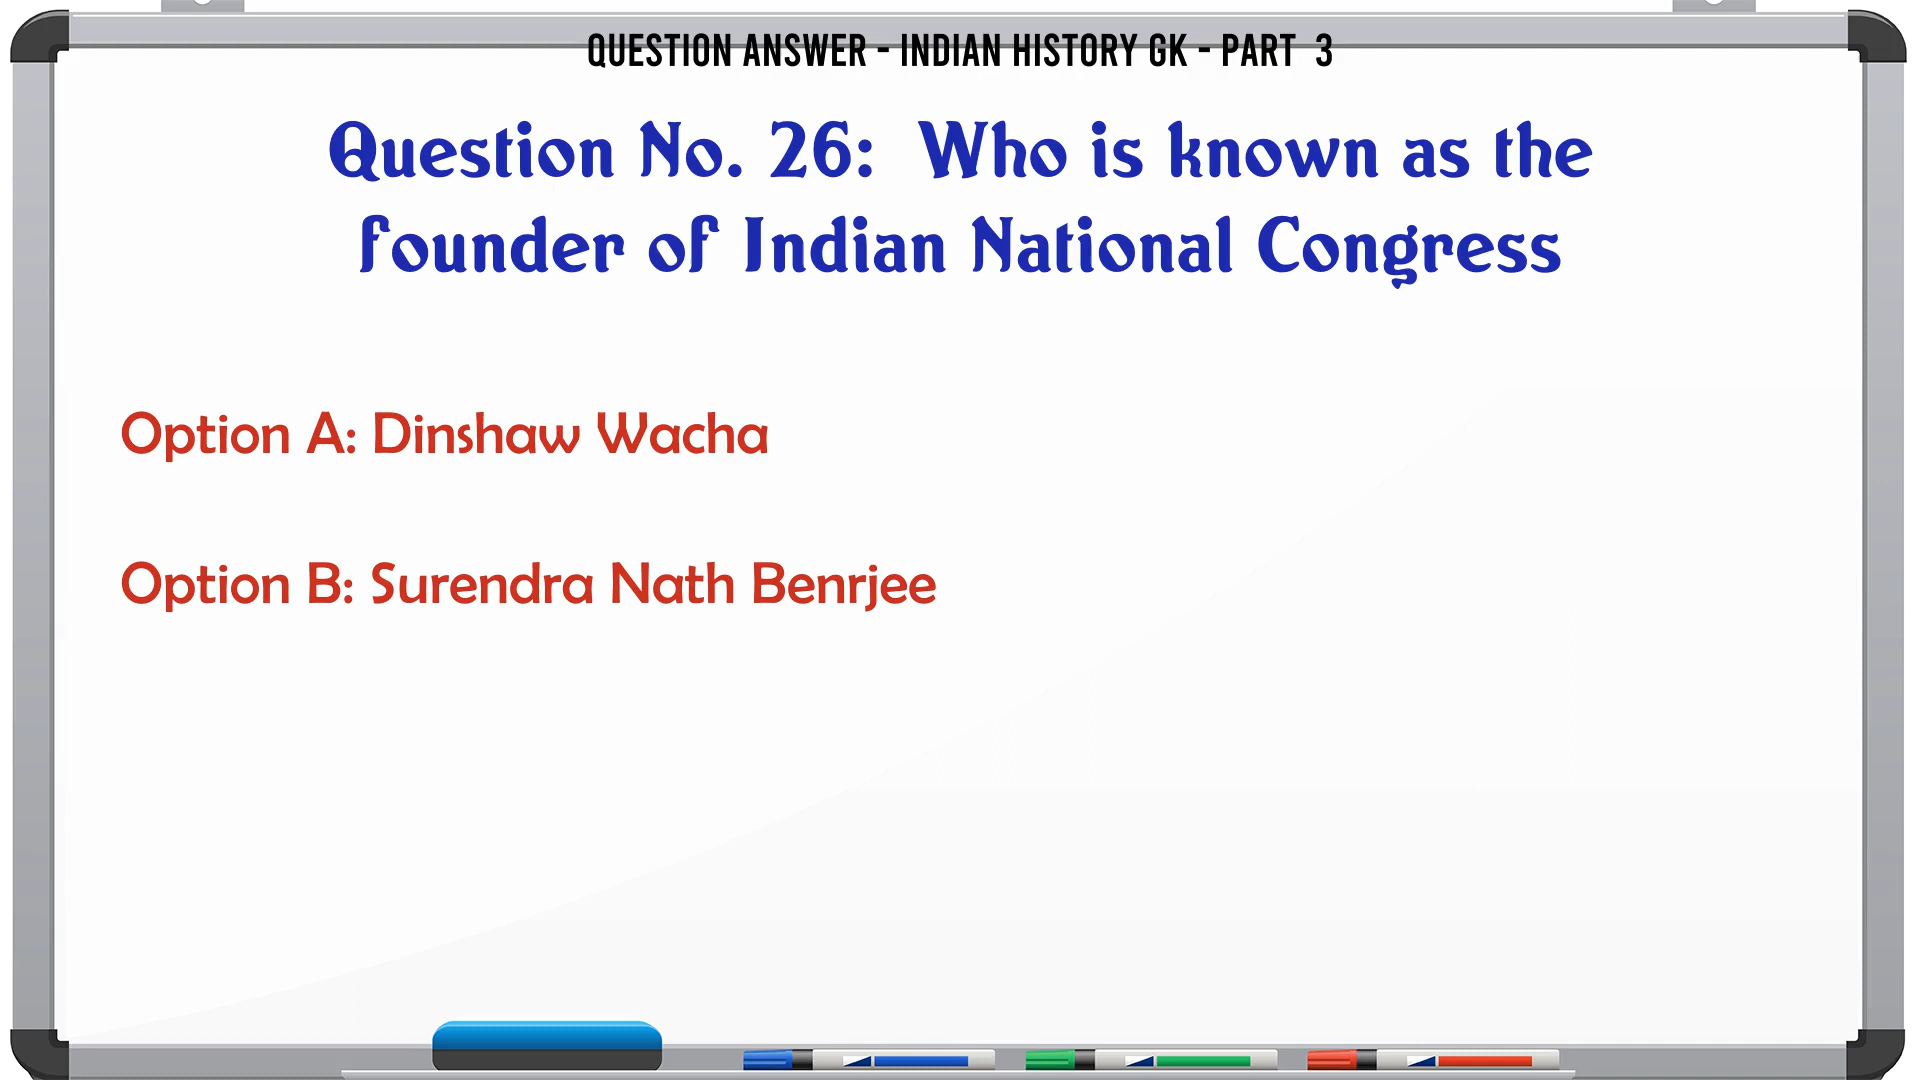 QUESTION ANSWER - INDIAN HISTORY GK - PART 3
Question No. 26: Who is known as the
founder of Indian National Congress
Option A: Dinshaw Wacha
Option B: Surendra Nath Benrjee